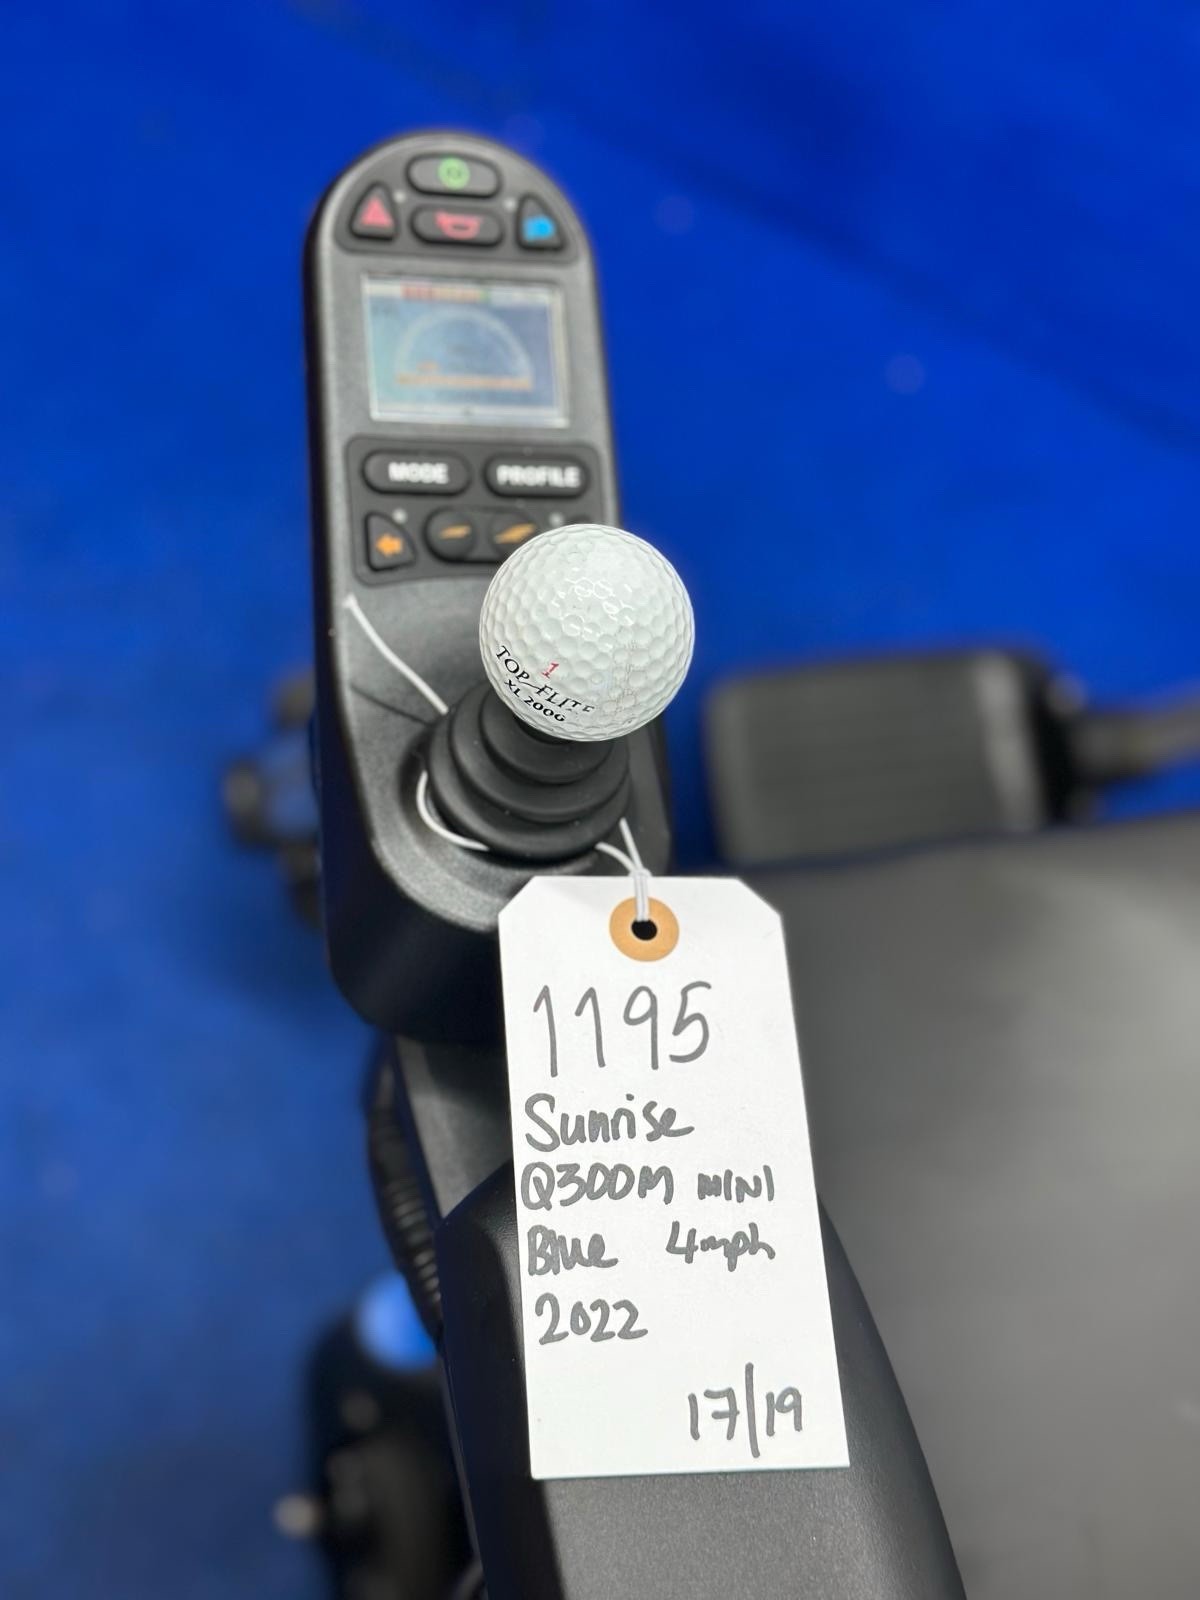 MODE PROFILE
1
TOP FLITE
XL 2000
1195
Sunrise
Q300M MINI
Blue 4mph
2022
17/19